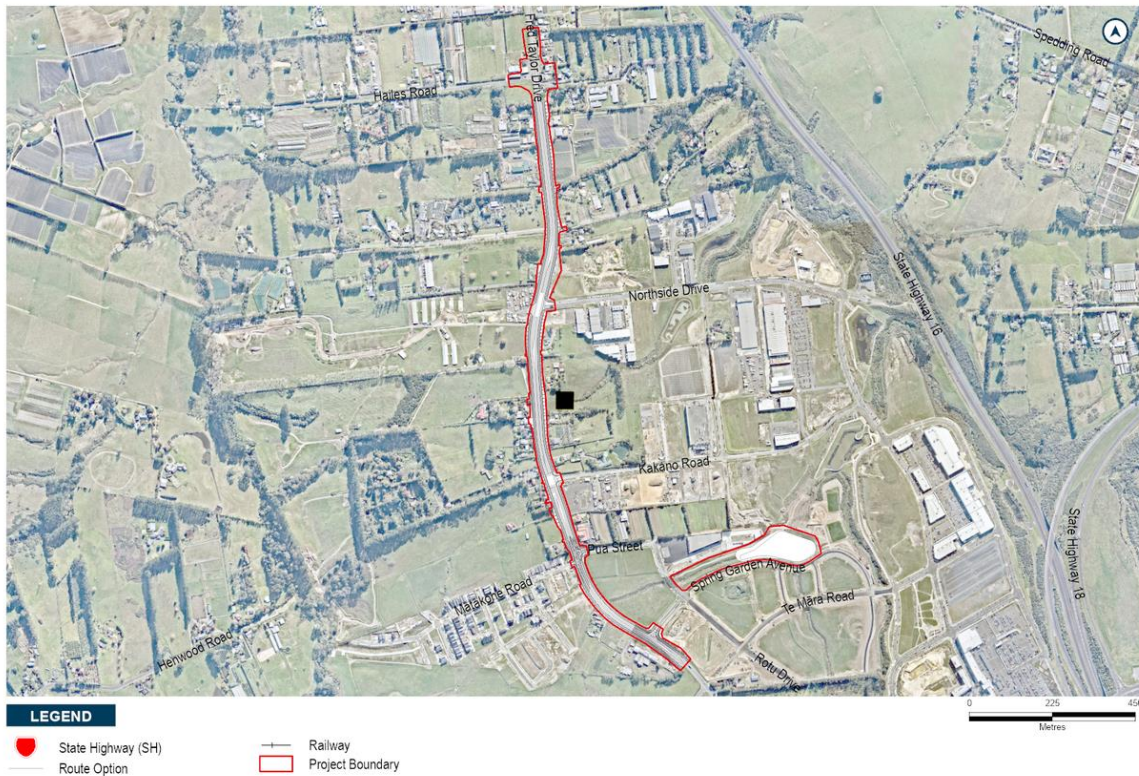 Fred Taylor Drive
Spedding Road
Hailes Road
State Highway 16
Northside Drive
Kakano Road
Pua Street
Spring Garden Avenue
State Highway 18
Matakohe Road
Te Māra Road
Henwood Road
Rotu Drive
LEGEND
0 225 450
Metres
State Highway (SH)
Railway
Route Option
Project Boundary